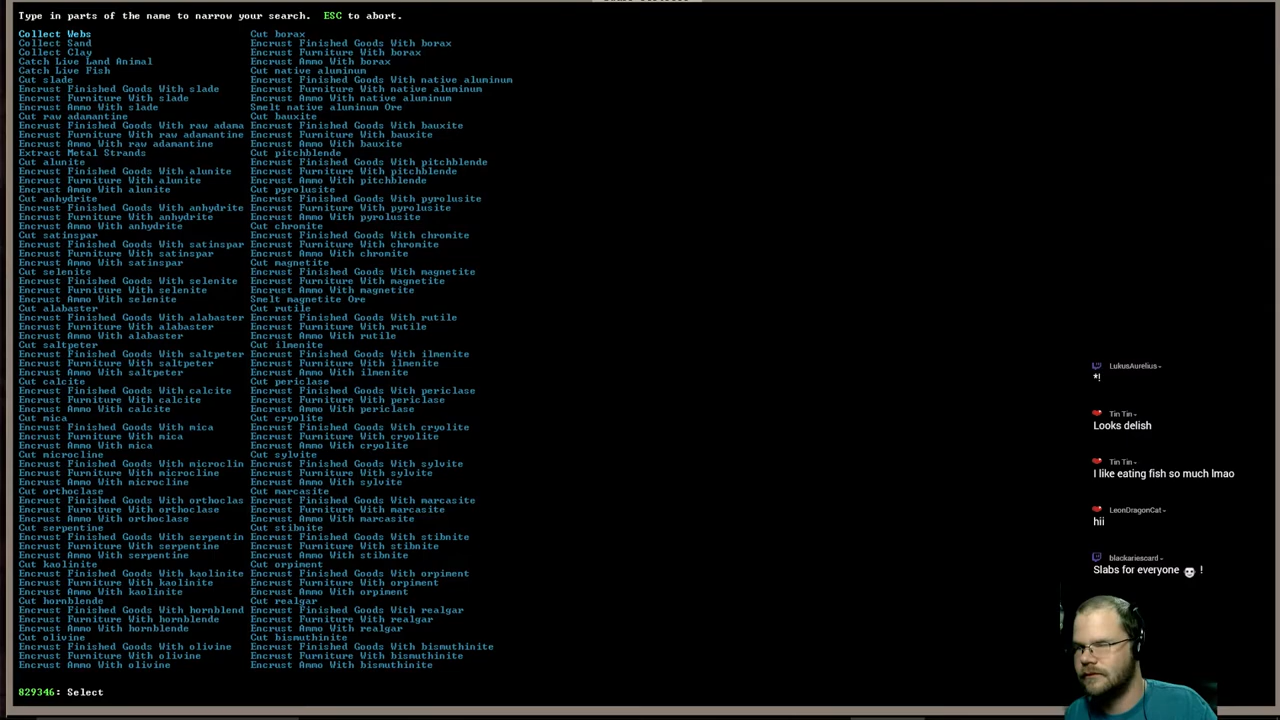 Type in parts of the name to narrow your search.  ESC to abort.
Collect Webs
Collect Sand
Collect Clay
Catch Live Land Animal
Catch Live Fish
Cut slade
Encrust Finished Goods With slade
Encrust Furniture With slade
Encrust Ammo With slade
Cut raw adamantine
Encrust Finished Goods With raw adama
Encrust Furniture With raw adamantine
Encrust Ammo With raw adamantine
Extract Metal Strands
Cut alunite
Encrust Finished Goods With alunite
Encrust Furniture With alunite
Encrust Ammo With alunite
Cut anhydrite
Encrust Finished Goods With anhydrite
Encrust Furniture With anhydrite
Encrust Ammo With anhydrite
Cut satinspar
Encrust Finished Goods With satinspar
Encrust Furniture With satinspar
Encrust Ammo With satinspar
Cut selenite
Encrust Finished Goods With selenite
Encrust Furniture With selenite
Encrust Ammo With selenite
Cut alabaster
Encrust Finished Goods With alabaster
Encrust Furniture With alabaster
Encrust Ammo With alabaster
Cut saltpeter
Encrust Finished Goods With saltpeter
Encrust Furniture With saltpeter
Encrust Ammo With saltpeter
Cut calcite
Encrust Finished Goods With calcite
Encrust Furniture With calcite
Encrust Ammo With calcite
Cut mica
Encrust Finished Goods With mica
Encrust Furniture With mica
Encrust Ammo With mica
Cut microcline
Encrust Finished Goods With microclin
Encrust Furniture With microcline
Encrust Ammo With microcline
Cut orthoclase
Encrust Finished Goods With orthoclas
Encrust Furniture With orthoclase
Encrust Ammo With orthoclase
Cut serpentine
Encrust Finished Goods With serpentin
Encrust Furniture With serpentine
Encrust Ammo With serpentine
Cut kaolinite
Encrust Finished Goods With kaolinite
Encrust Furniture With kaolinite
Encrust Ammo With kaolinite
Cut hornblende
Encrust Finished Goods With hornblend
Encrust Furniture With hornblende
Encrust Ammo With hornblende
Cut olivine
Encrust Finished Goods With olivine
Encrust Furniture With olivine
Encrust Ammo With olivine
Cut borax
Encrust Finished Goods With borax
Encrust Furniture With borax
Encrust Ammo With borax
Cut native aluminum
Encrust Finished Goods With native aluminum
Encrust Furniture With native aluminum
Encrust Ammo With native aluminum
Smelt native aluminum Ore
Cut bauxite
Encrust Finished Goods With bauxite
Encrust Furniture With bauxite
Encrust Ammo With bauxite
Cut pitchblende
Encrust Finished Goods With pitchblende
Encrust Furniture With pitchblende
Encrust Ammo With pitchblende
Cut pyrolusite
Encrust Finished Goods With pyrolusite
Encrust Furniture With pyrolusite
Encrust Ammo With pyrolusite
Cut chromite
Encrust Finished Goods With chromite
Encrust Furniture With chromite
Encrust Ammo With chromite
Cut magnetite
Encrust Finished Goods With magnetite
Encrust Furniture With magnetite
Encrust Ammo With magnetite
Smelt magnetite Ore
Cut rutile
Encrust Finished Goods With rutile
Encrust Furniture With rutile
Encrust Ammo With rutile
Cut ilmenite
Encrust Finished Goods With ilmenite
Encrust Furniture With ilmenite
Encrust Ammo With ilmenite
Cut periclase
Encrust Finished Goods With periclase
Encrust Furniture With periclase
Encrust Ammo With periclase
Cut cryolite
Encrust Finished Goods With cryolite
Encrust Furniture With cryolite
Encrust Ammo With cryolite
Cut sylvite
Encrust Finished Goods With sylvite
Encrust Furniture With sylvite
Encrust Ammo With sylvite
Cut marcasite
Encrust Finished Goods With marcasite
Encrust Furniture With marcasite
Encrust Ammo With marcasite
Cut stibnite
Encrust Finished Goods With stibnite
Encrust Furniture With stibnite
Encrust Ammo With stibnite
Cut orpiment
Encrust Finished Goods With orpiment
Encrust Furniture With orpiment
Encrust Ammo With orpiment
Cut realgar
Encrust Finished Goods With realgar
Encrust Furniture With realgar
Encrust Ammo With realgar
Cut bismuthinite
Encrust Finished Goods With bismuthinite
Encrust Furniture With bismuthinite
Encrust Ammo With bismuthinite
829346: Select
LukusAurelius
*!
Tin Tin
Looks delish
Tin Tin
I like eating fish so much lmao
LeonDragonCat
hii
blackariescard
Slabs for everyone 💀 !